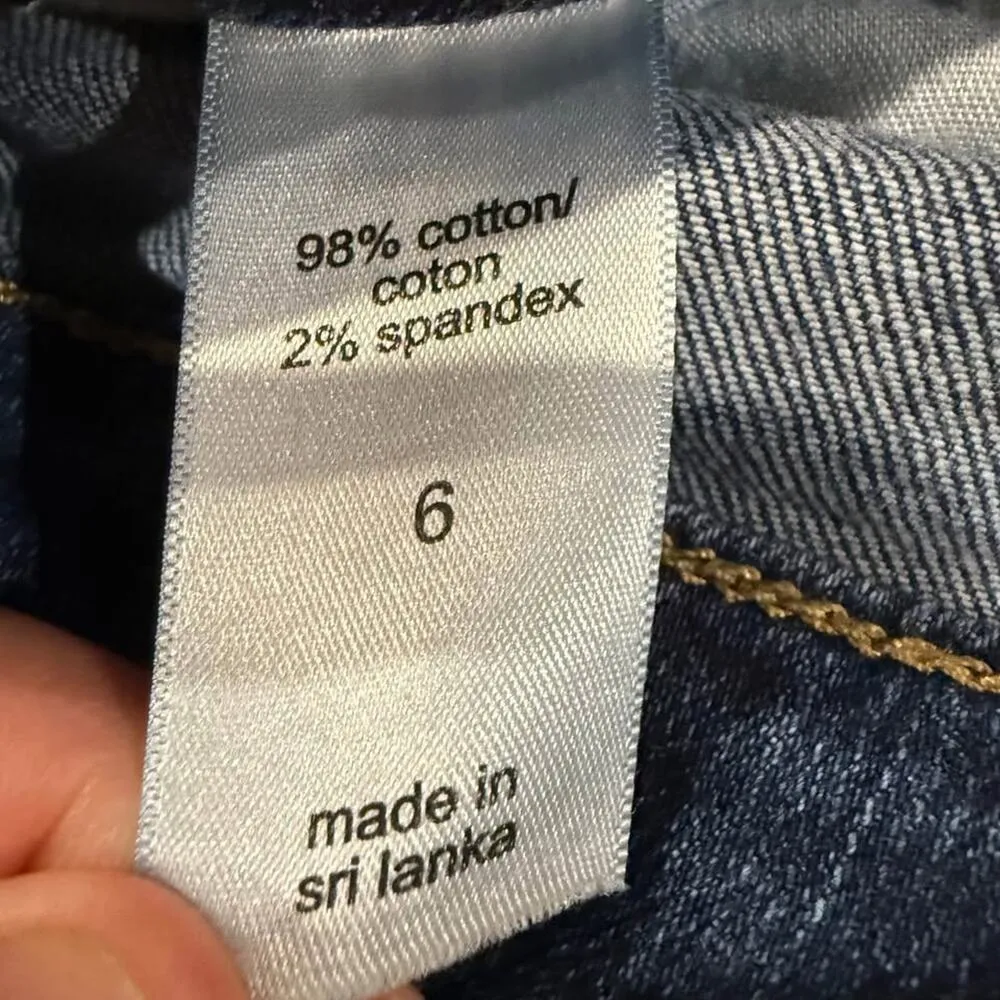 98% cotton/
coton
2% spandex
6
made in
sri lanka